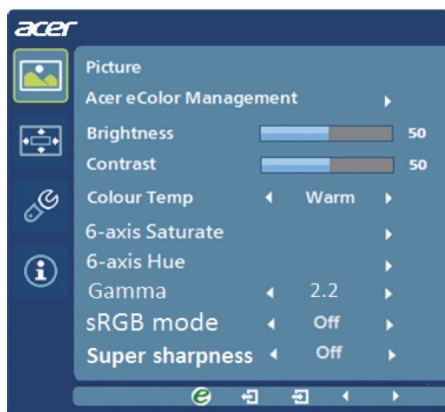 acer
Picture
Acer eColor Management
Brightness 50
Contrast 50
Colour Temp Warm
6-axis Saturate
6-axis Hue
Gamma 2.2
sRGB mode Off
Super sharpness Off
e